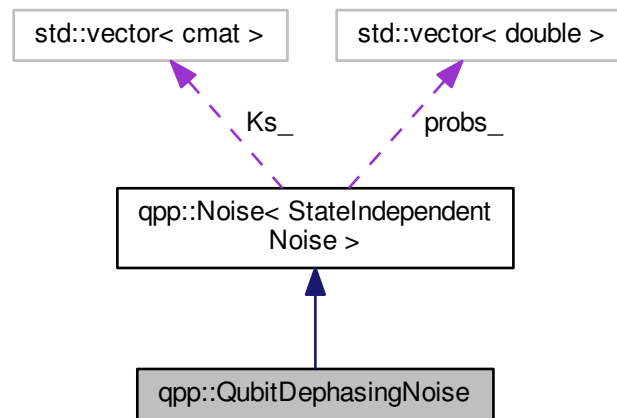 std::vector< cmat >
std::vector< double >
Ks_
probs_
qpp::Noise< StateIndependent
Noise >
qpp::QubitDephasingNoise